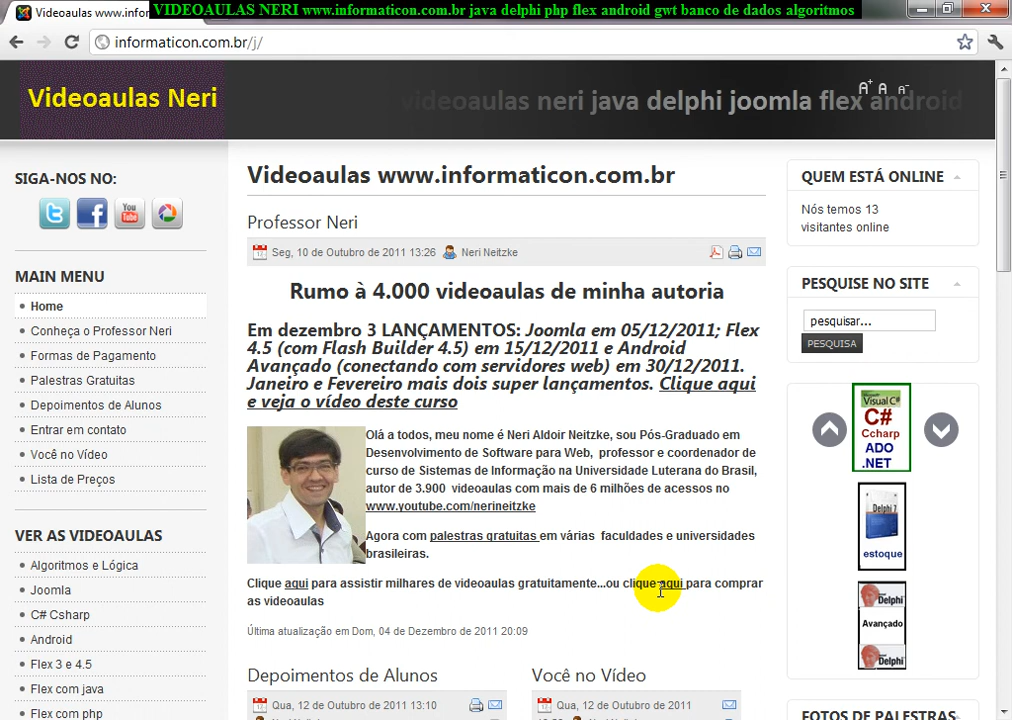 Videoaulas www.inform
VIDEOAULAS NERI www.informaticon.com.br java delphi php flex android gwt banco de dados algoritmos
informaticon.com.br/j/
Videoaulas Neri
videoaulas neri java delphi joomla flex android
A+ A A-
SIGA-NOS NO:
You Tube
MAIN MENU
Home
Conheça o Professor Neri
Formas de Pagamento
Palestras Gratuitas
Depoimentos de Alunos
Entrar em contato
Você no Vídeo
Lista de Preços
VER AS VIDEOAULAS
Algoritmos e Lógica
Joomla
C# Csharp
Android
Flex 3 e 4.5
Flex com java
Flex com php
Videoaulas www.informaticon.com.br
Professor Neri
Seg, 10 de Outubro de 2011 13:26 Neri Neitzke
Rumo à 4.000 videoaulas de minha autoria
Em dezembro 3 LANÇAMENTOS: Joomla em 05/12/2011; Flex
4.5 (com Flash Builder 4.5) em 15/12/2011 e Android
Avançado (conectando com servidores web) em 30/12/2011.
Janeiro e Fevereiro mais dois super lançamentos. Clique aqui
e veja o vídeo deste curso
Olá a todos, meu nome é Neri Aldoir Neitzke, sou Pós-Graduado em
Desenvolvimento de Software para Web, professor e coordenador de
curso de Sistemas de Informação na Universidade Luterana do Brasil,
autor de 3.900 videoaulas com mais de 6 milhões de acessos no
www.youtube.com/nerineitzke
Agora com palestras gratuitas em várias faculdades e universidades
brasileiras.
Clique aqui para assistir milhares de videoaulas gratuitamente...ou clique aqui para comprar
as videoaulas
Última atualização em Dom, 04 de Dezembro de 2011 20:09
Depoimentos de Alunos
Qua, 12 de Outubro de 2011 13:10
Você no Vídeo
Qua, 12 de Outubro de 2011
QUEM ESTÁ ONLINE
Nós temos 13
visitantes online
PESQUISE NO SITE
pesquisar...
PESQUISA
Visual C#
C#
Ccharp
ADO
.NET
Delphi 7
estoque
Delphi
Avançado
Delphi
FOTOS DE PALESTRAS